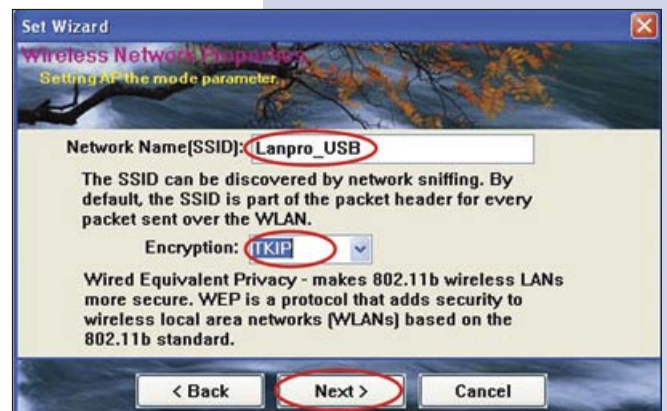 Set Wizard
Wireless Network Properties
Setting AP the mode parameter.
Network Name(SSID): Lanpro_USB
The SSID can be discovered by network sniffing. By
default, the SSID is part of the packet header for every
packet sent over the WLAN.
Encryption: TKIP
Wired Equivalent Privacy - makes 802.11b wireless LANs
more secure. WEP is a protocol that adds security to
wireless local area networks (WLANs) based on the
802.11b standard.
< Back Next > Cancel